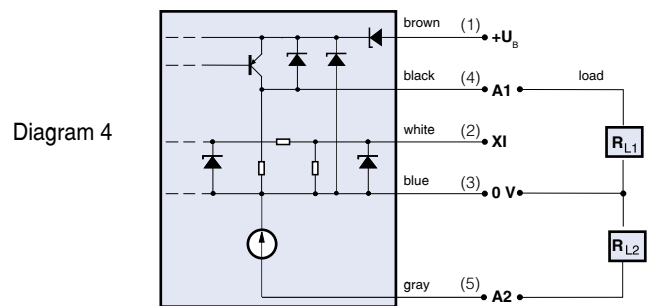 Diagram 4
brown (1) +U_B
black (4) A1 load
white (2) XI
R_L1
blue (3) 0 V
R_L2
gray (5) A2